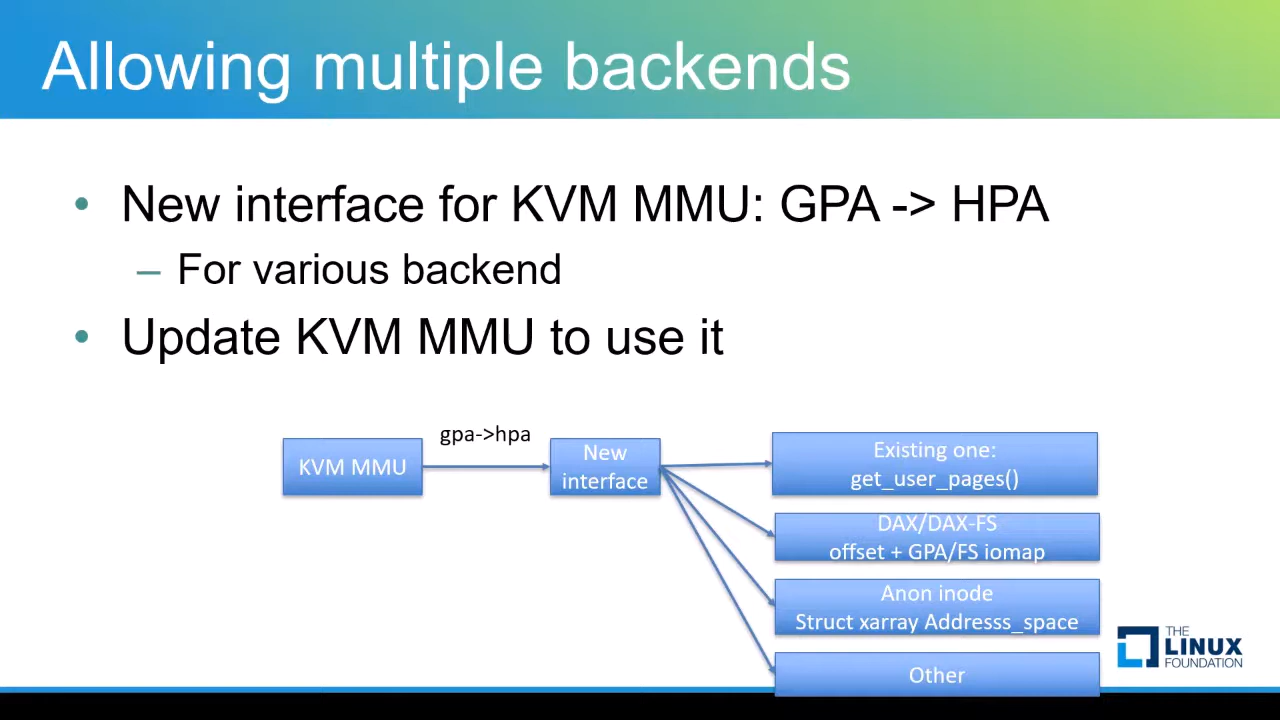 Allowing multiple backends
• New interface for KVM MMU: GPA -> HPA
– For various backend
• Update KVM MMU to use it
gpa->hpa
KVM MMU
New
interface
Existing one:
get_user_pages()
DAX/DAX-FS
offset + GPA/FS iomap
Anon inode
Struct xarray Addresss_space
Other
THE
LINUX
FOUNDATION